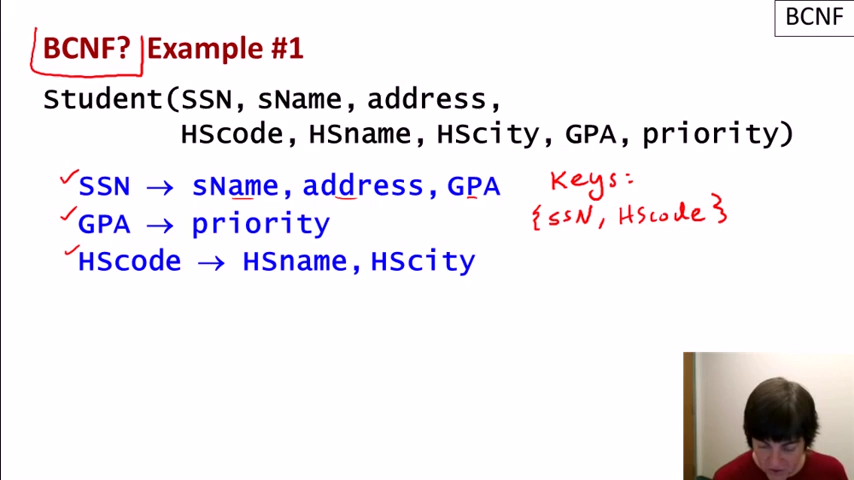 BCNF
BCNF? Example #1
Student(SSN, sName, address,
HScode, HSname, HScity, GPA, priority)
SSN → sName, address, GPA
Keys:
GPA → priority
{SSN, HScode}
HScode → HSname, HScity